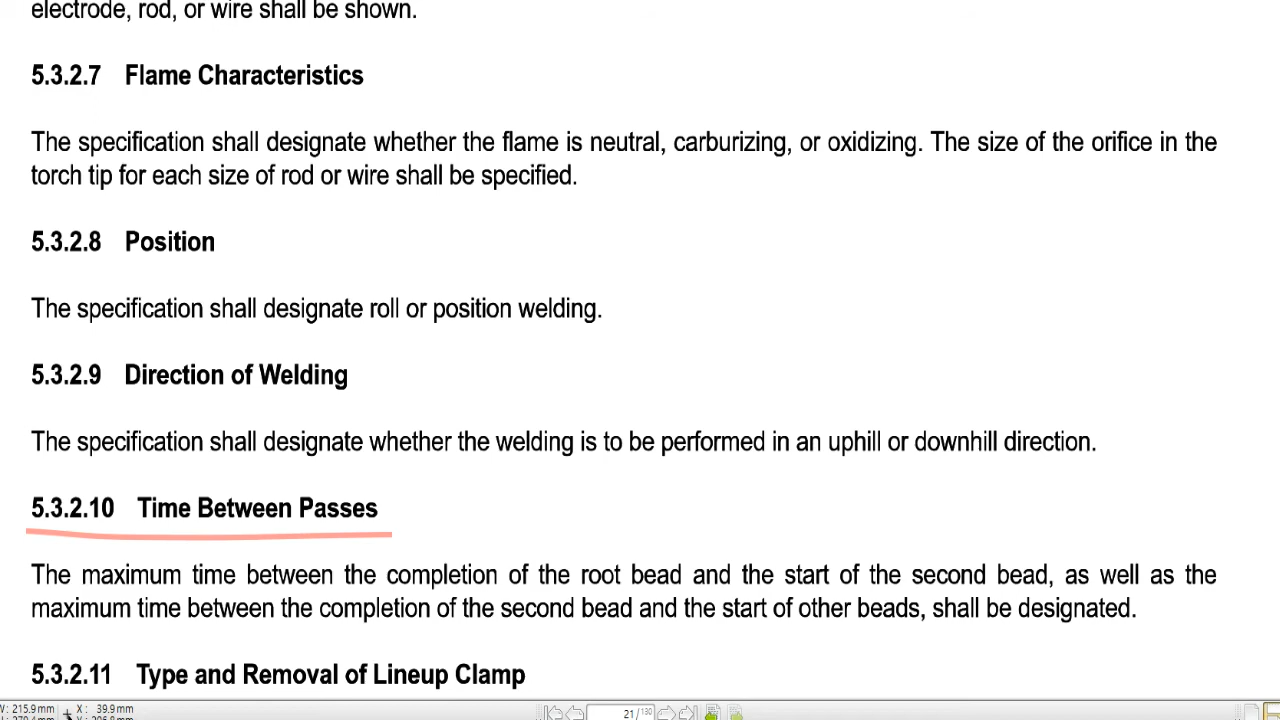 electrode, rod, or wire shall be shown.
5.3.2.7 Flame Characteristics
The specification shall designate whether the flame is neutral, carburizing, or oxidizing. The size of the orifice in the
torch tip for each size of rod or wire shall be specified.
5.3.2.8 Position
The specification shall designate roll or position welding.
5.3.2.9 Direction of Welding
The specification shall designate whether the welding is to be performed in an uphill or downhill direction.
5.3.2.10 Time Between Passes
The maximum time between the completion of the root bead and the start of the second bead, as well as the
maximum time between the completion of the second bead and the start of other beads, shall be designated.
5.3.2.11 Type and Removal of Lineup Clamp
215.9 mm X: 39.9 mm 21/130